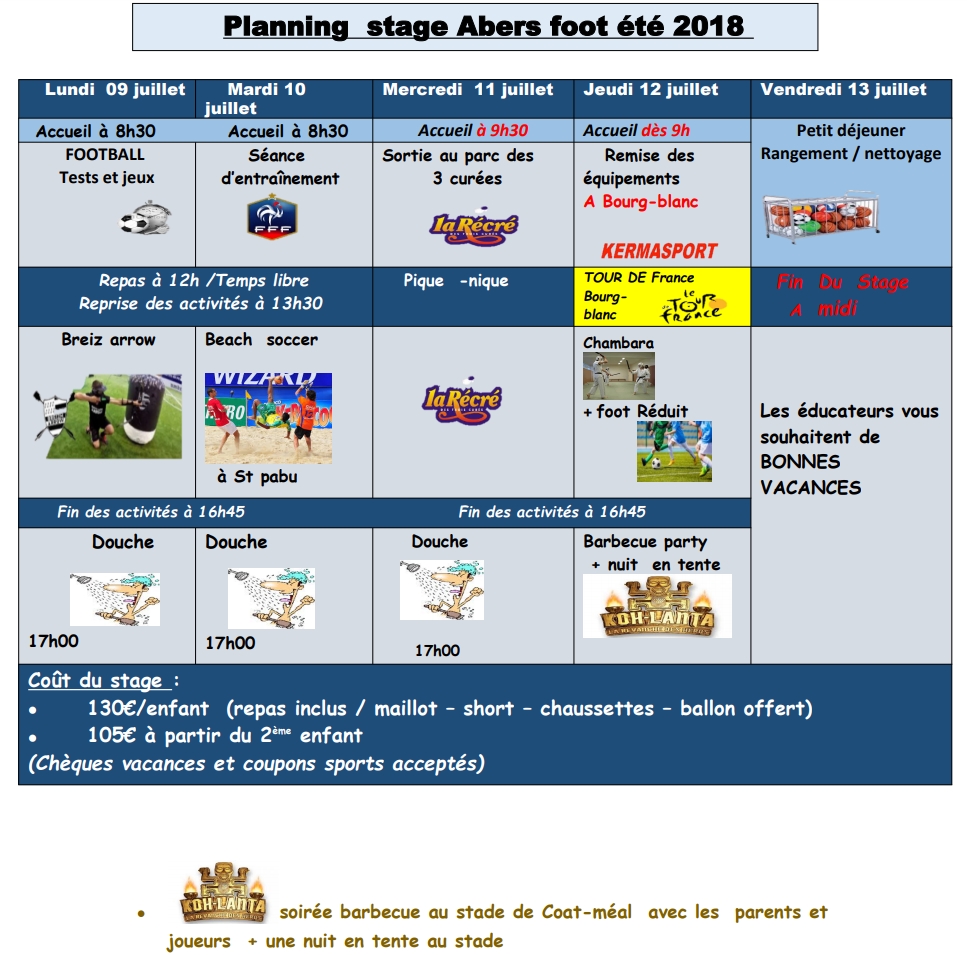 Planning stage Abers foot été 2018
Lundi 09 juillet
Mardi 10
juillet
Mercredi 11 juillet
Jeudi 12 juillet
Vendredi 13 juillet
Accueil à 8h30
Accueil à 8h30
Accueil à 9h30
Accueil dès 9h
Petit déjeuner
Rangement / nettoyage
FOOTBALL
Tests et jeux
Séance
d'entraînement
FFF
Sortie au parc des
3 curées
la Récré
DES TROIS CURÉS
Remise des
équipements
A Bourg-blanc
KERMASPORT
Repas à 12h /Temps libre
Reprise des activités à 13h30
Pique -nique
TOUR DE France
Bourg-
blanc
le
TOUR
de
france
Fin Du Stage
A midi
Breiz arrow
Beach soccer
WIZARD
à St pabu
la Récré
DES TROIS CURÉS
Chambara
+ foot Réduit
Les éducateurs vous
souhaitent de
BONNES
VACANCES
Fin des activités à 16h45
Fin des activités à 16h45
Douche
17h00
Douche
17h00
Douche
17h00
Barbecue party
+ nuit en tente
KOH-LANTA
LA REVANCHE DES HÉROS
Coût du stage :
• 130€/enfant (repas inclus / maillot – short – chaussettes – ballon offert)
• 105€ à partir du 2ème enfant
(Chèques vacances et coupons sports acceptés)
KOH-LANTA
LA REVANCHE DES HÉROS
• soirée barbecue au stade de Coat-méal avec les parents et
joueurs + une nuit en tente au stade